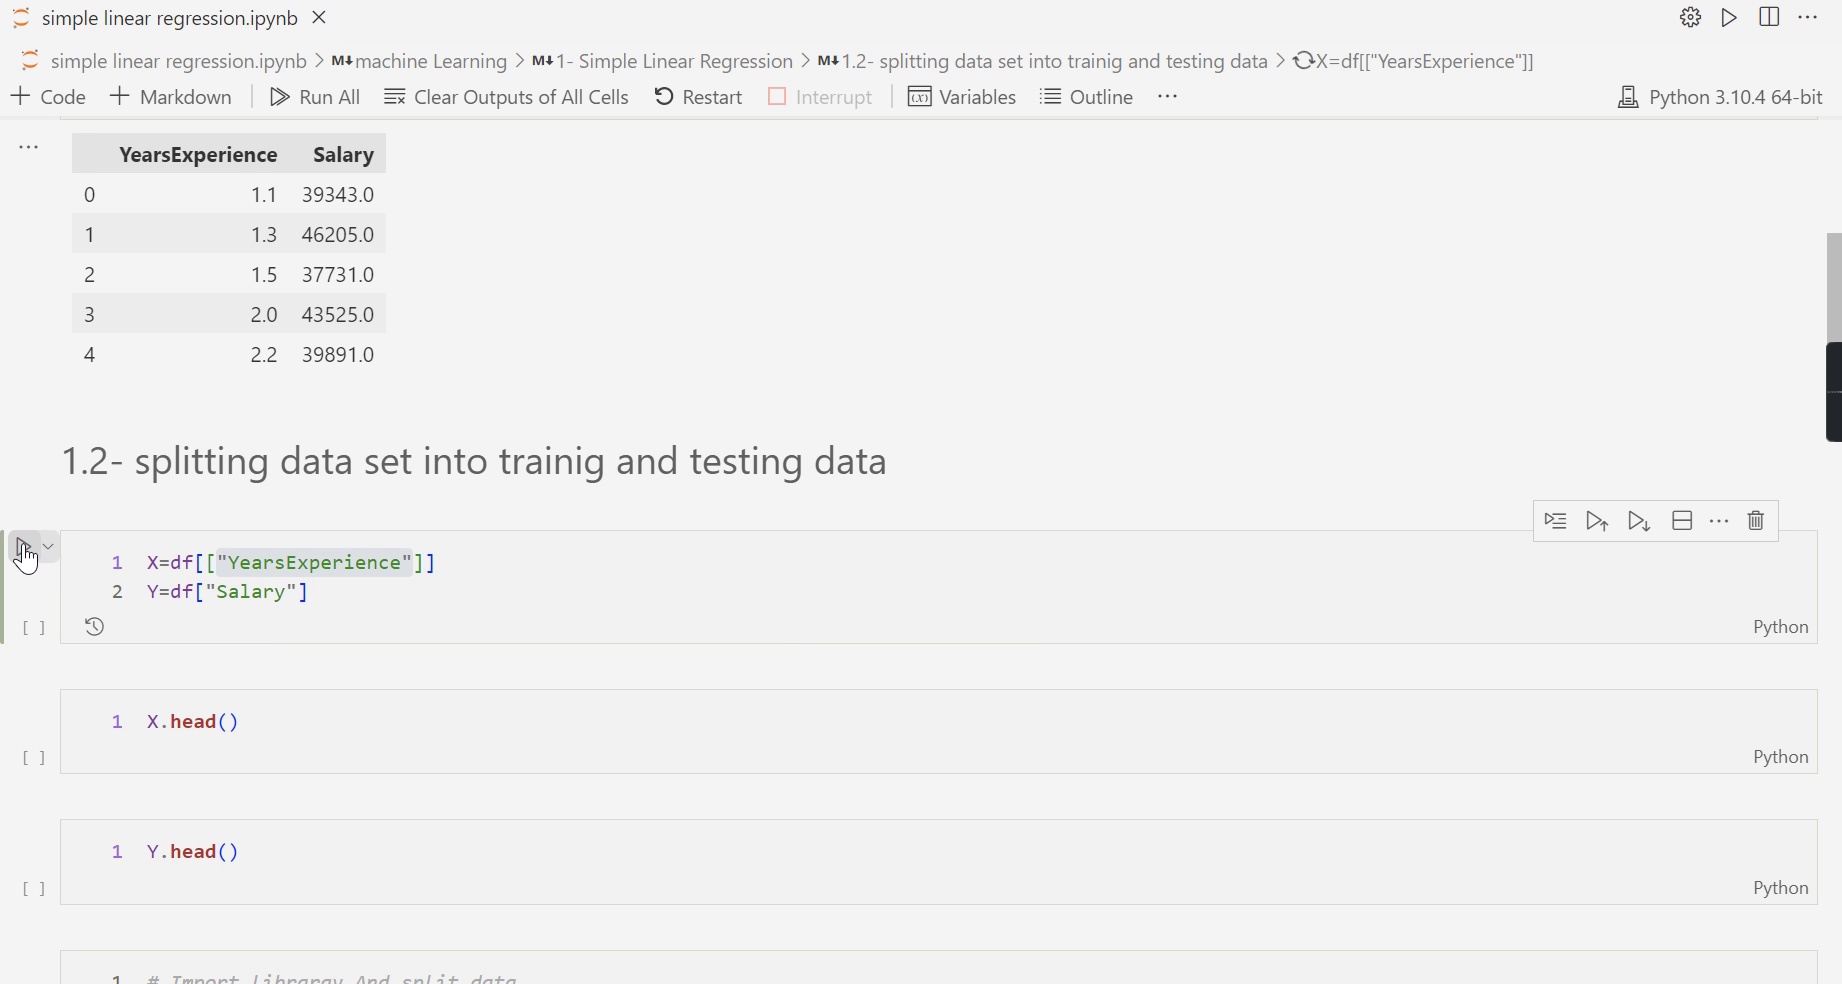 simple linear regression.ipynb
simple linear regression.ipynb > M↓ machine Learning > M↓ 1- Simple Linear Regression > M↓ 1.2- splitting data set into trainig and testing data > X=df[["YearsExperience"]]
+ Code + Markdown Run All Clear Outputs of All Cells Restart Interrupt Variables Outline ... Python 3.10.4 64-bit
YearsExperience Salary
0 1.1 39343.0
1 1.3 46205.0
2 1.5 37731.0
3 2.0 43525.0
4 2.2 39891.0
1.2- splitting data set into trainig and testing data
1 X=df[["YearsExperience"]]
2 Y=df["Salary"]
[ ] Python
1 X.head()
[ ] Python
1 Y.head()
[ ] Python
1 # Import Libraray And split data